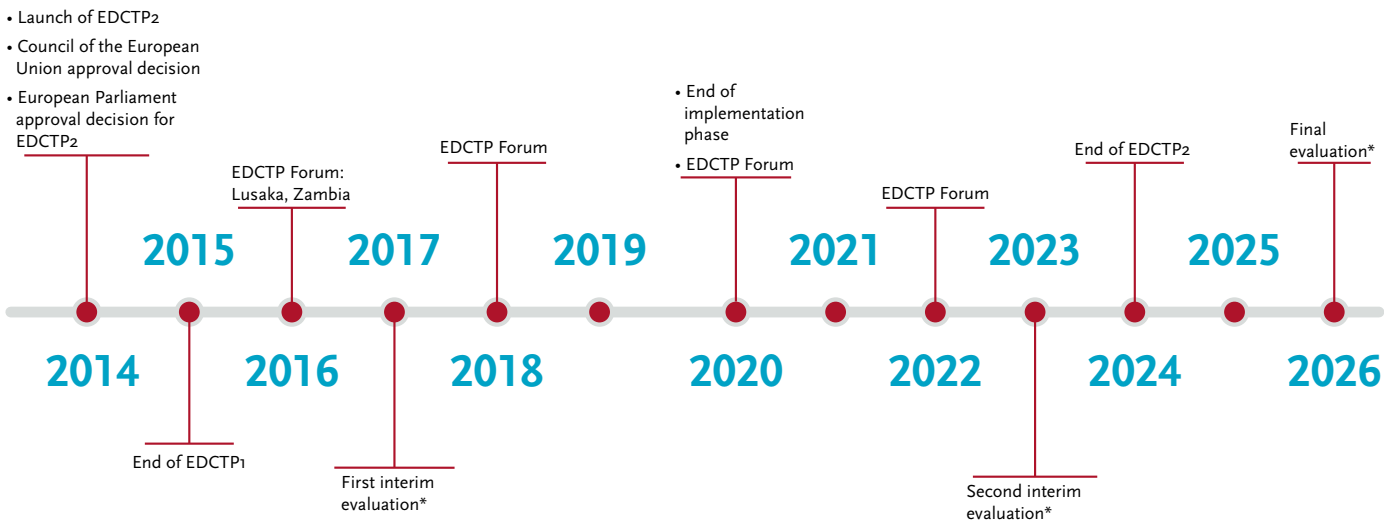 • Launch of EDCTP2
• Council of the European
Union approval decision
• European Parliament
approval decision for
EDCTP2
EDCTP Forum:
Lusaka, Zambia
EDCTP Forum
• End of
implementation
phase
• EDCTP Forum
EDCTP Forum
End of EDCTP2
Final
evaluation*
2015
2017
2019
2021
2023
2025
2014
2016
2018
2020
2022
2024
2026
End of EDCTP1
First interim
evaluation*
Second interim
evaluation*